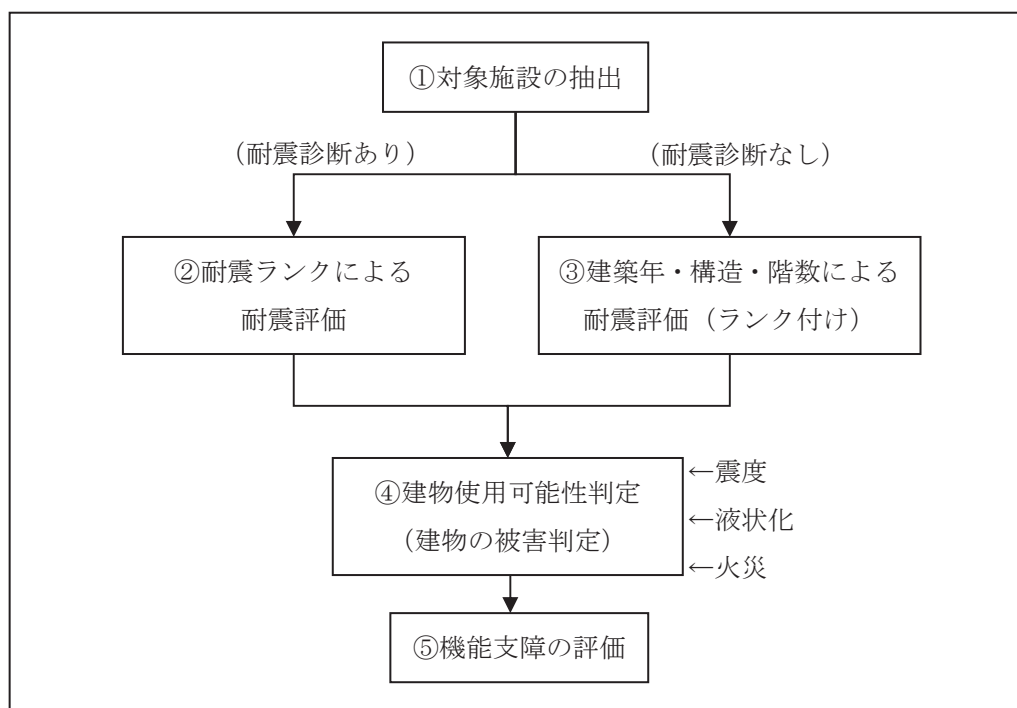 ①対象施設の抽出
（耐震診断あり）
（耐震診断なし）
②耐震ランクによる
耐震評価
③建築年・構造・階数による
耐震評価（ランク付け）
④建物使用可能性判定
（建物の被害判定）
←震度
←液状化
←火災
⑤機能支障の評価